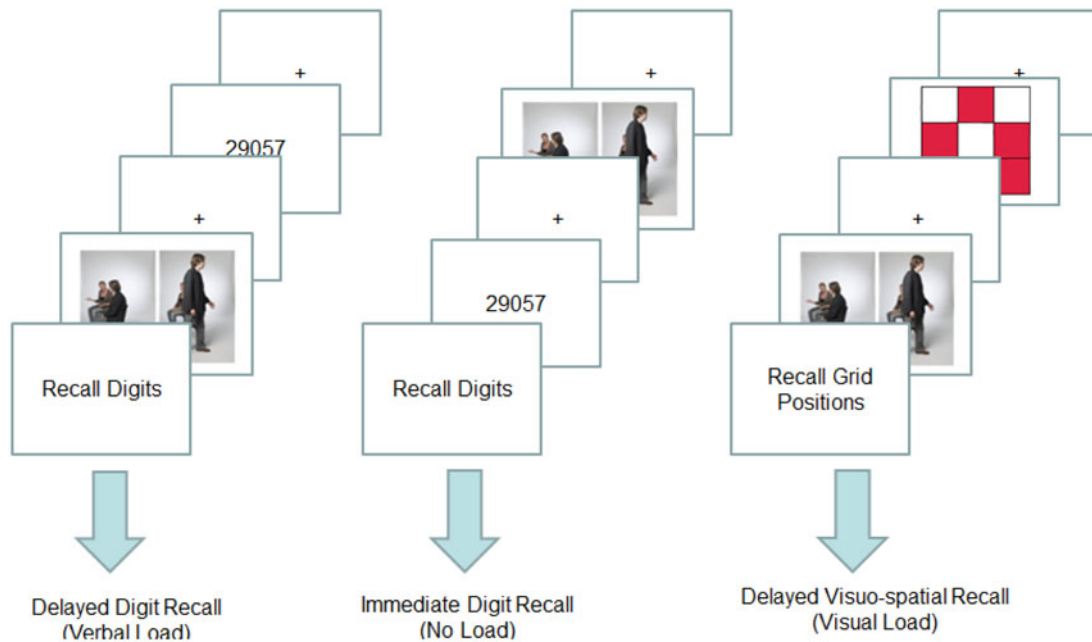 +
29057
+
Recall Digits
Delayed Digit Recall
(Verbal Load)
+
+
29057
Recall Digits
Immediate Digit Recall
(No Load)
+
Recall Grid
Positions
Delayed Visuo-spatial Recall
(Visual Load)